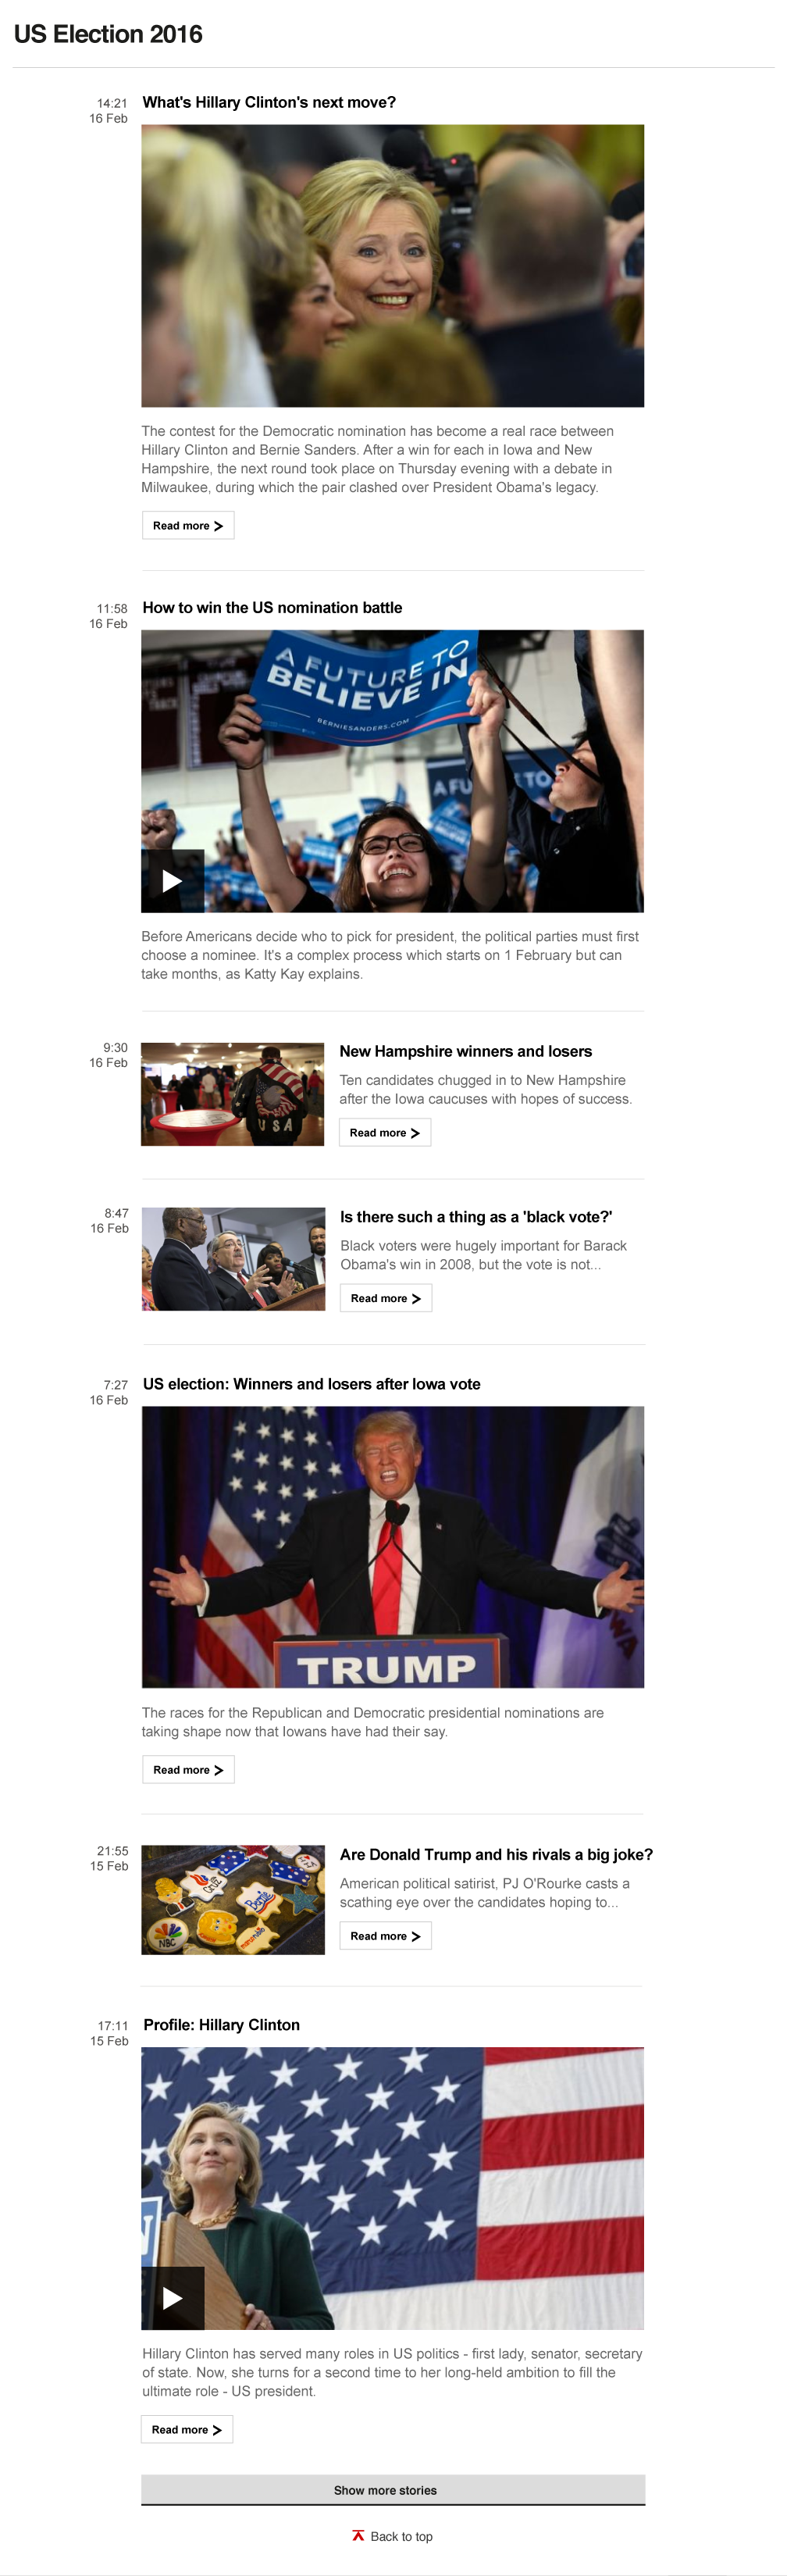 US Election 2016
14:21
16 Feb
What's Hillary Clinton's next move?
The contest for the Democratic nomination has become a real race between
Hillary Clinton and Bernie Sanders. After a win for each in Iowa and New
Hampshire, the next round took place on Thursday evening with a debate in
Milwaukee, during which the pair clashed over President Obama's legacy.
Read more
11:58
16 Feb
How to win the US nomination battle
A FUTURE TO
BELIEVE IN
BERNIESANDERS.COM
A FU
TO
Before Americans decide who to pick for president, the political parties must first
choose a nominee. It's a complex process which starts on 1 February but can
take months, as Katty Kay explains.
9:30
16 Feb
USA
New Hampshire winners and losers
Ten candidates chugged in to New Hampshire
after the Iowa caucuses with hopes of success.
Read more
8:47
16 Feb
Is there such a thing as a 'black vote?'
Black voters were hugely important for Barack
Obama's win in 2008, but the vote is not...
Read more
7:27
16 Feb
US election: Winners and losers after Iowa vote
TRUMP
The races for the Republican and Democratic presidential nominations are
taking shape now that Iowans have had their say.
Read more
21:55
15 Feb
Cruz
Bernie
NBC
Are Donald Trump and his rivals a big joke?
American political satirist, PJ O'Rourke casts a
scathing eye over the candidates hoping to...
Read more
17:11
15 Feb
Profile: Hillary Clinton
Hillary Clinton has served many roles in US politics - first lady, senator, secretary
of state. Now, she turns for a second time to her long-held ambition to fill the
ultimate role - US president.
Read more
Show more stories
Back to top